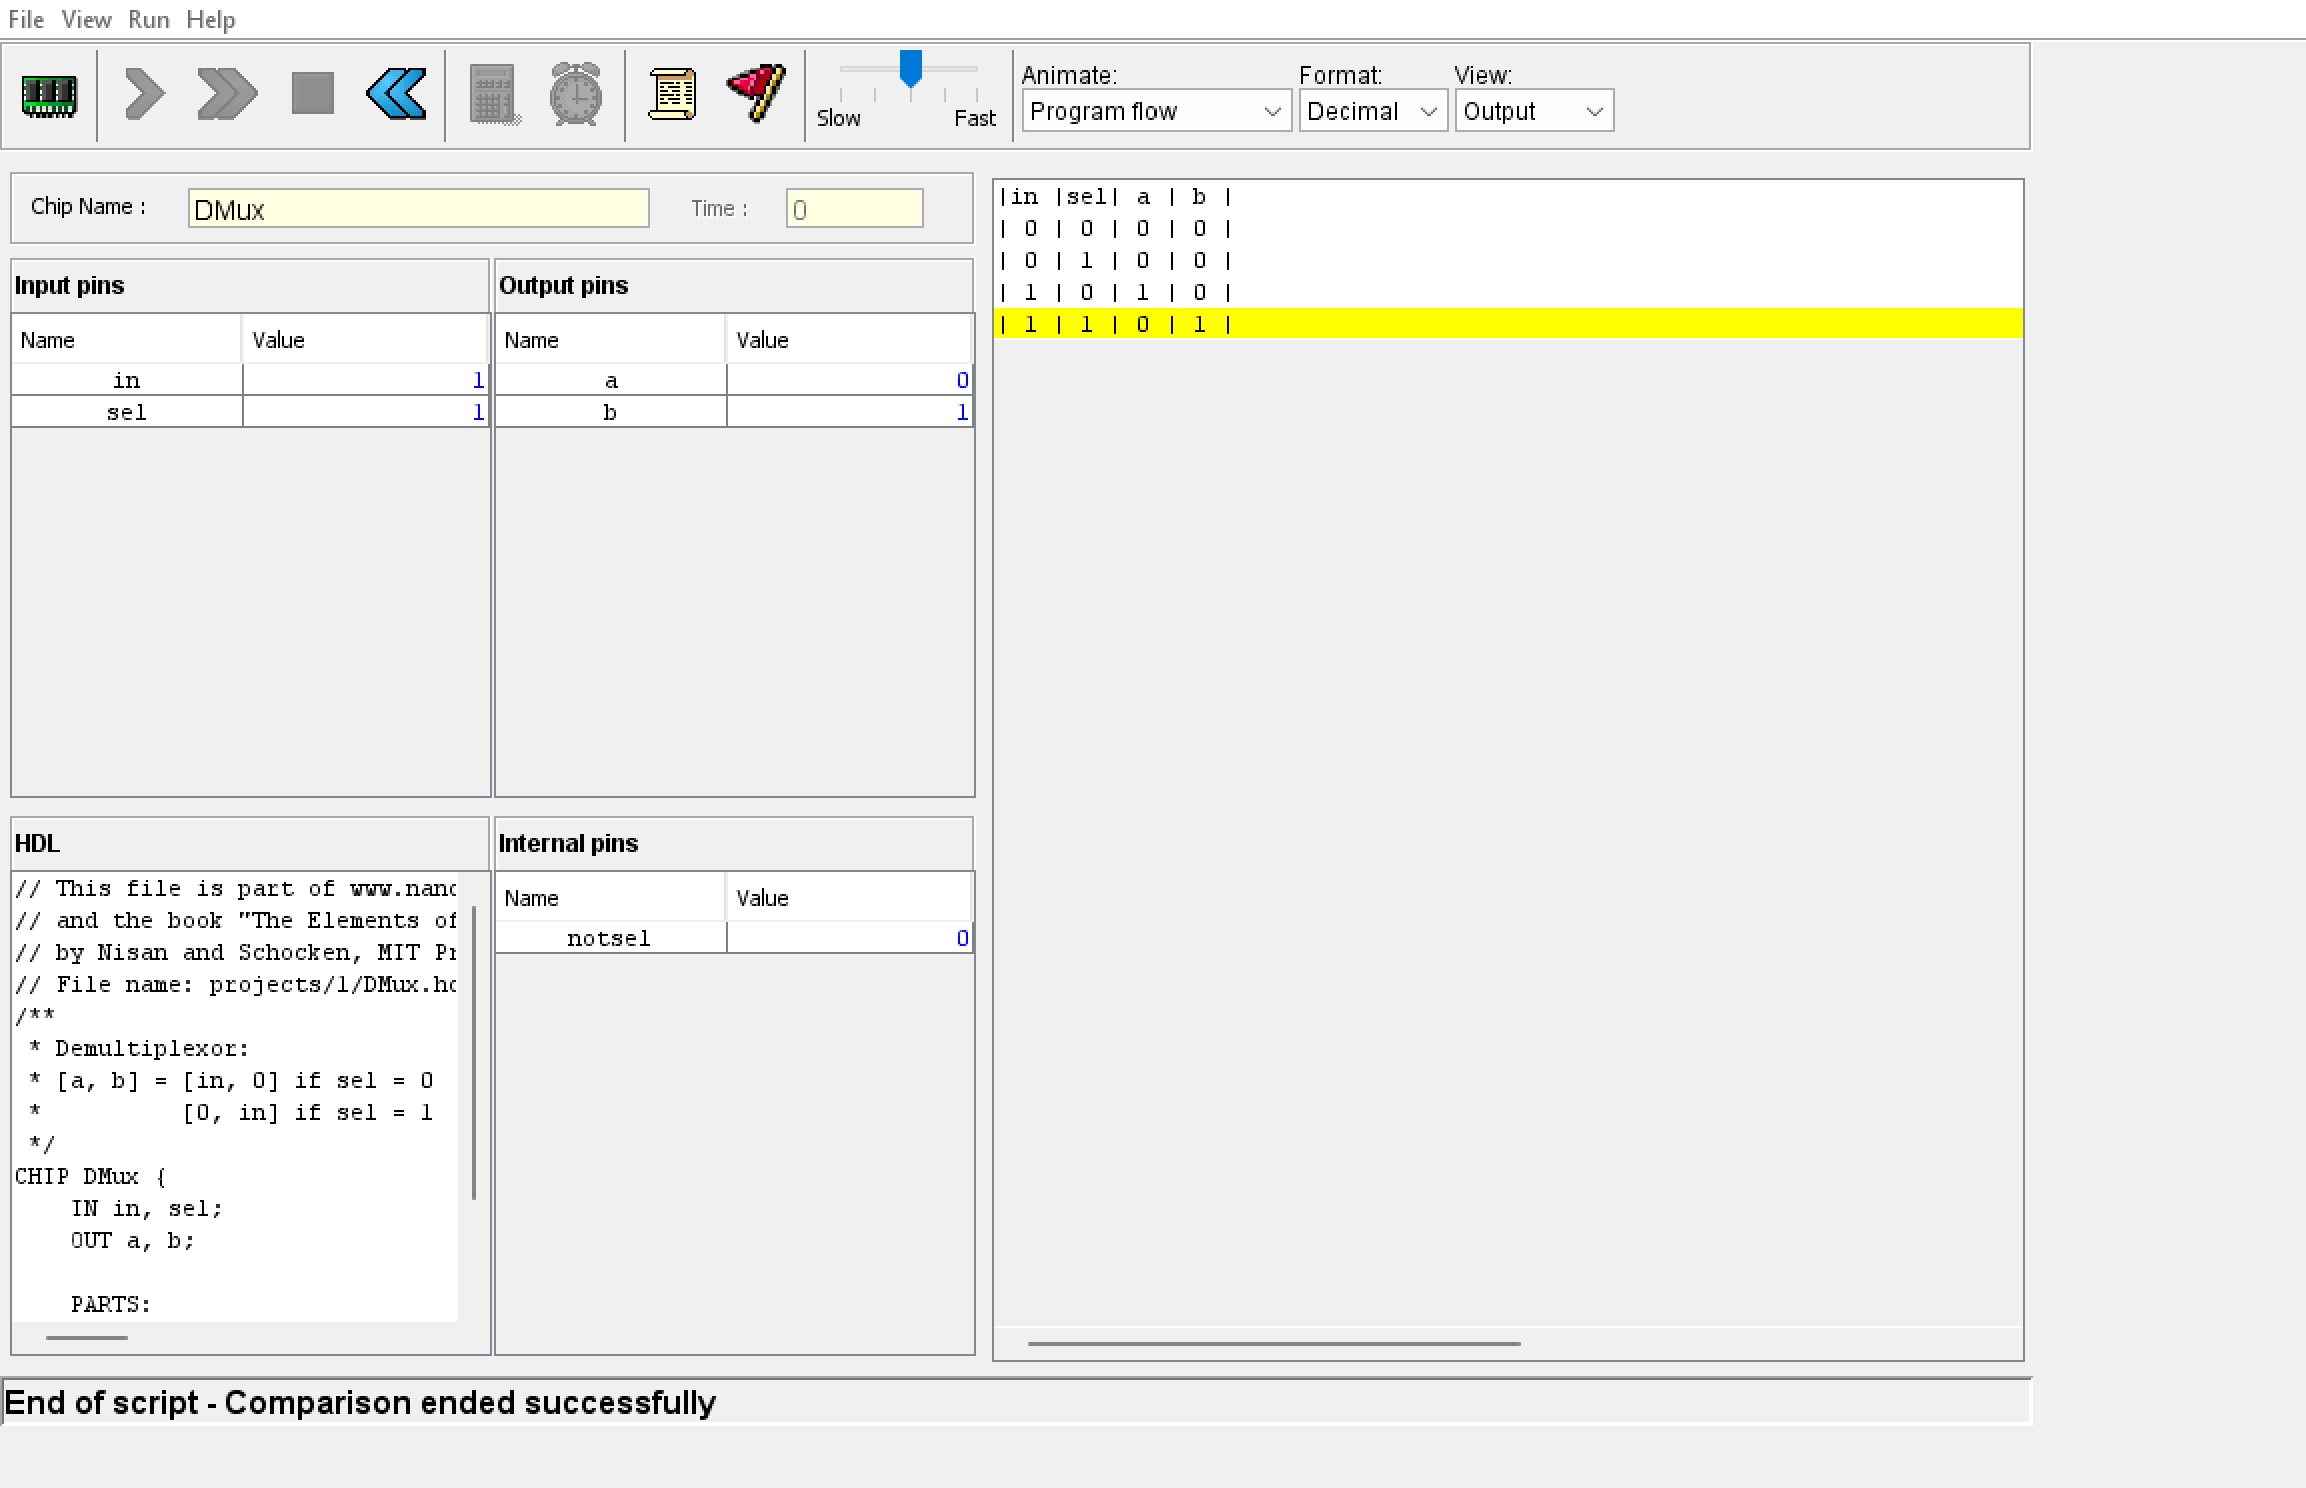 File View Run Help
Animate: Format: View:
Program flow Decimal Output
Slow Fast
Chip Name : DMux Time : 0
Input pins Output pins
Name Value Name Value
in 1 a 0
sel 1 b 1
|in |sel| a | b |
| 0 | 0 | 0 | 0 |
| 0 | 1 | 0 | 0 |
| 1 | 0 | 1 | 0 |
| 1 | 1 | 0 | 1 |
HDL
// This file is part of www.nand
// and the book "The Elements of
// by Nisan and Schocken, MIT Pr
// File name: projects/1/DMux.hd
/**
* Demultiplexor:
* [a, b] = [in, 0] if sel = 0
* [0, in] if sel = 1
*/
CHIP DMux {
IN in, sel;
OUT a, b;
PARTS:
Internal pins
Name Value
notsel 0
End of script - Comparison ended successfully